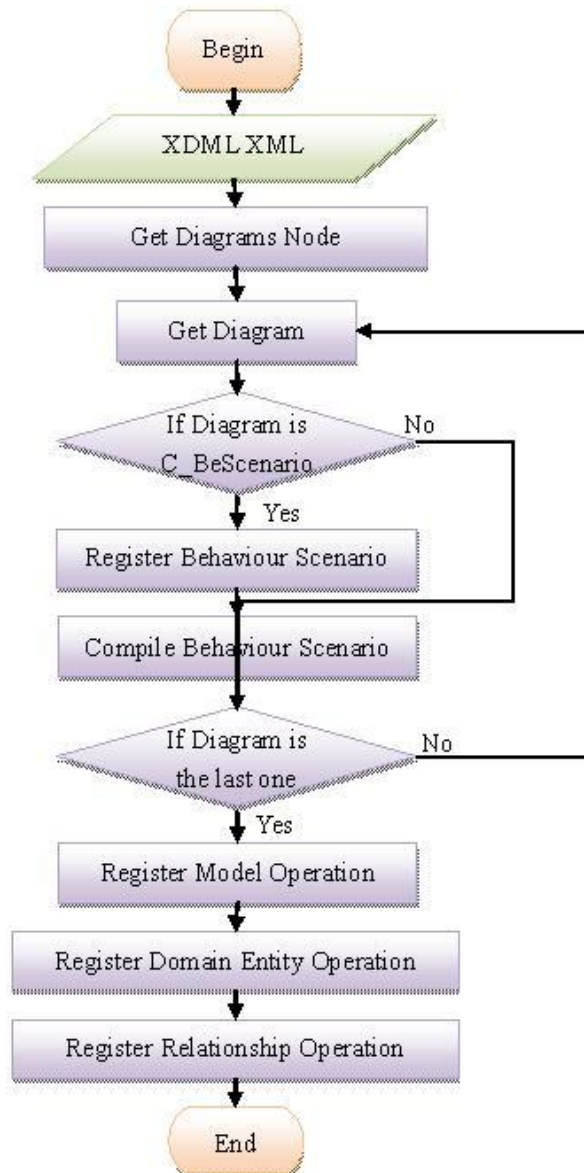 Begin
XDML XML
Get Diagrams Node
Get Diagram
If Diagram is
C_BeScenario
No
Yes
Register Behaviour Scenario
Compile Behaviour Scenario
If Diagram is
the last one
No
Yes
Register Model Operation
Register Domain Entity Operation
Register Relationship Operation
End